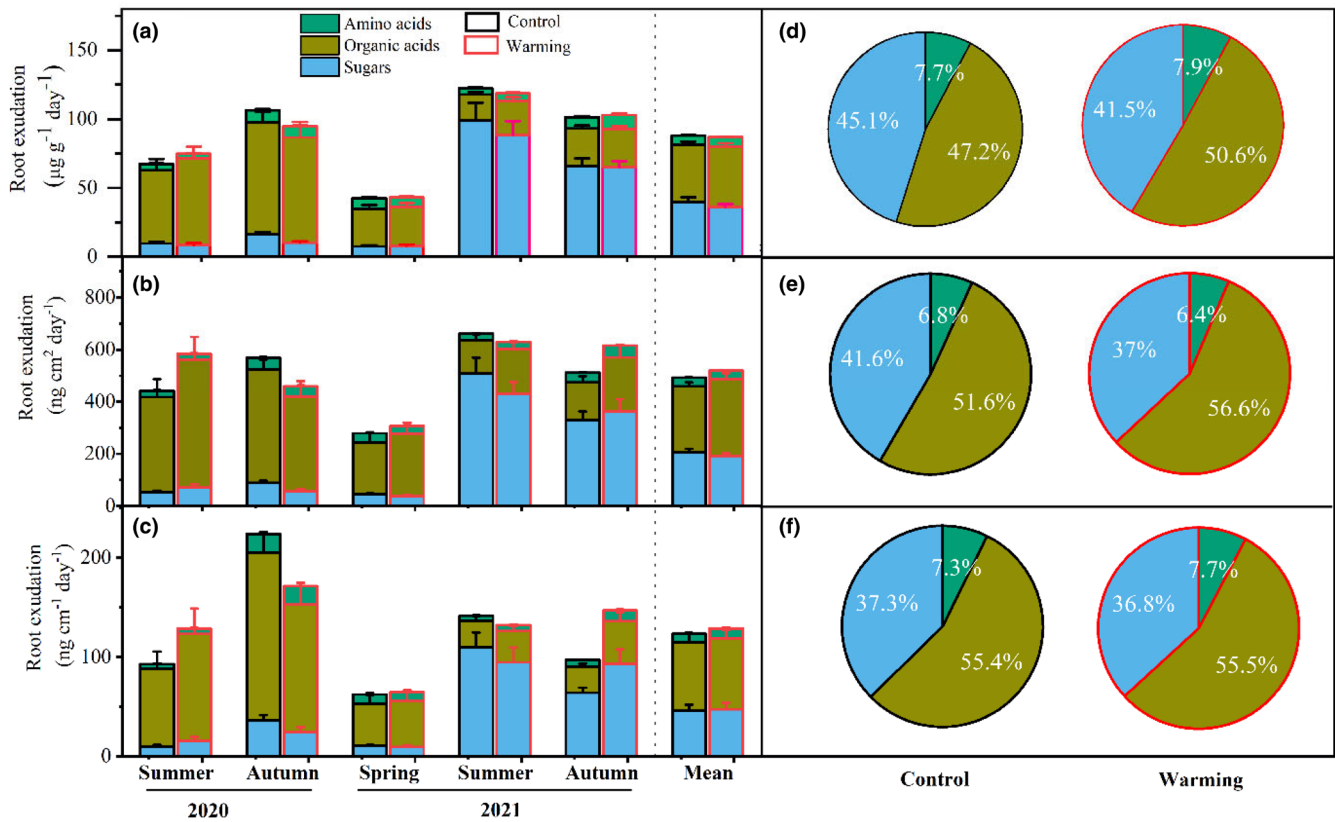 (a)
Amino acids
Organic acids
Sugars
Control
Warming
Root exudation
(µg g⁻¹ day⁻¹)
150
100
50
0
(b)
Root exudation
(ng cm² day⁻¹)
800
600
400
200
0
(c)
Root exudation
(ng cm⁻¹ day⁻¹)
200
100
0
Summer Autumn Spring Summer Autumn Mean
2020 2021
(d)
7.7%
45.1%
47.2%
7.9%
41.5%
50.6%
(e)
6.8%
41.6%
51.6%
6.4%
37%
56.6%
(f)
7.3%
37.3%
55.4%
7.7%
36.8%
55.5%
Control Warming